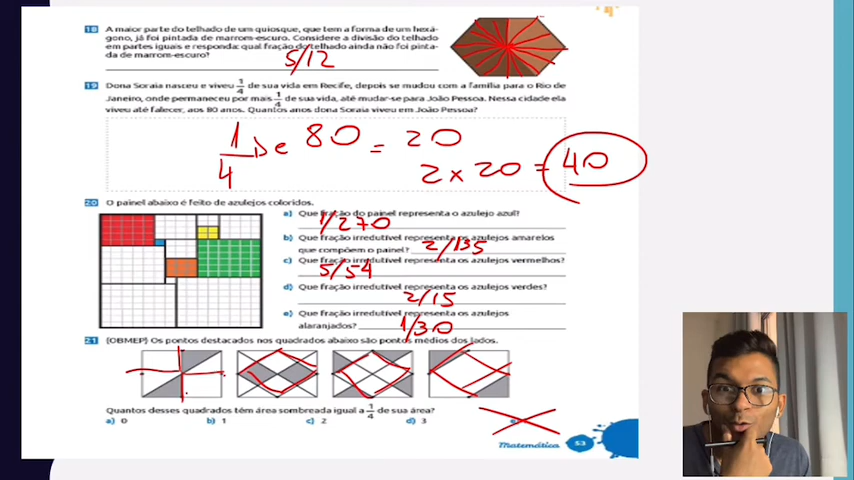 18 A maior parte do telhado de um quiosque, que tem a forma de um hexá-
gono, já foi pintada de marrom-escuro. Considere a divisão do telhado
em partes iguais e responda: qual fração do telhado ainda não foi pinta-
da de marrom-escuro?
5/12
19 Dona Soraia nasceu e viveu 1/4 de sua vida em Recife, depois se mudou com a família para o Rio de
Janeiro, onde permaneceu por mais 1/4 de sua vida, até mudar-se para João Pessoa. Nessa cidade ela
viveu até falecer, aos 80 anos. Quantos anos dona Soraia viveu em João Pessoa?
1/4 De 80 = 20
2 x 20 = 40
20 O painel abaixo é feito de azulejos coloridos.
a) Que fração do painel representa o azulejo azul?
1/270
b) Que fração irredutível representa os azulejos amarelos
que compõem o painel? 2/135
c) Que fração irredutível representa os azulejos vermelhos?
5/54
d) Que fração irredutível representa os azulejos verdes?
2/15
e) Que fração irredutível representa os azulejos
alaranjados? 1/30
21 (OBMEP) Os pontos destacados nos quadrados abaixo são pontos médios dos lados.
Quantos desses quadrados têm área sombreada igual a 1/4 de sua área?
a) 0 b) 1 c) 2 d) 3
Matemática 53